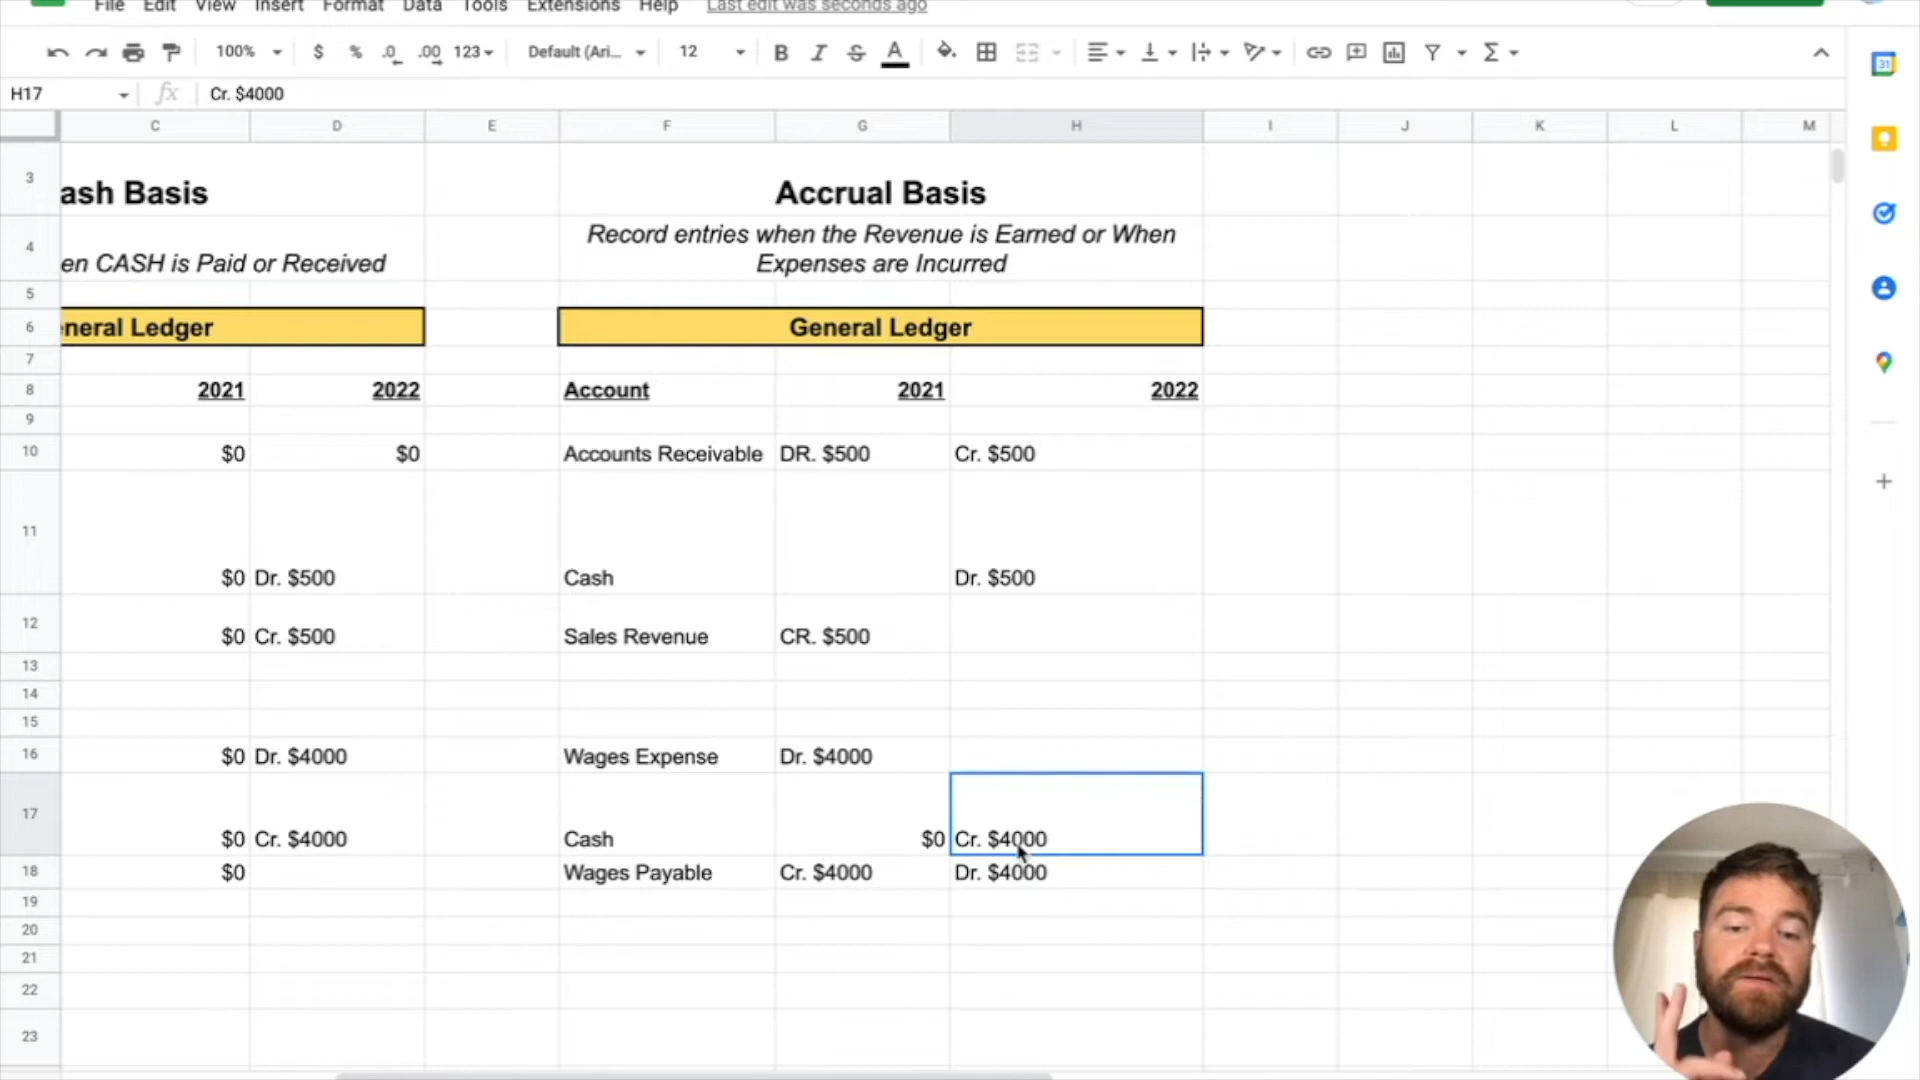 File Edit View Insert Format Data Tools Extensions Help Last edit was seconds ago
100% $ % .0 .00 123 Default (Ari... 12 B I S A
H17 fx Cr. $4000
C D E F G H I J K L M
3 ash Basis Accrual Basis
4 en CASH is Paid or Received Record entries when the Revenue is Earned or When
Expenses are Incurred
5
6 neral Ledger General Ledger
7
8 2021 2022 Account 2021 2022
9
10 $0 $0 Accounts Receivable DR. $500 Cr. $500
11 $0 Dr. $500 Cash Dr. $500
12 $0 Cr. $500 Sales Revenue CR. $500
13
14
15
16 $0 Dr. $4000 Wages Expense Dr. $4000
17 $0 Cr. $4000 Cash $0 Cr. $4000
18 $0 Wages Payable Cr. $4000 Dr. $4000
19
20
21
22
23
31